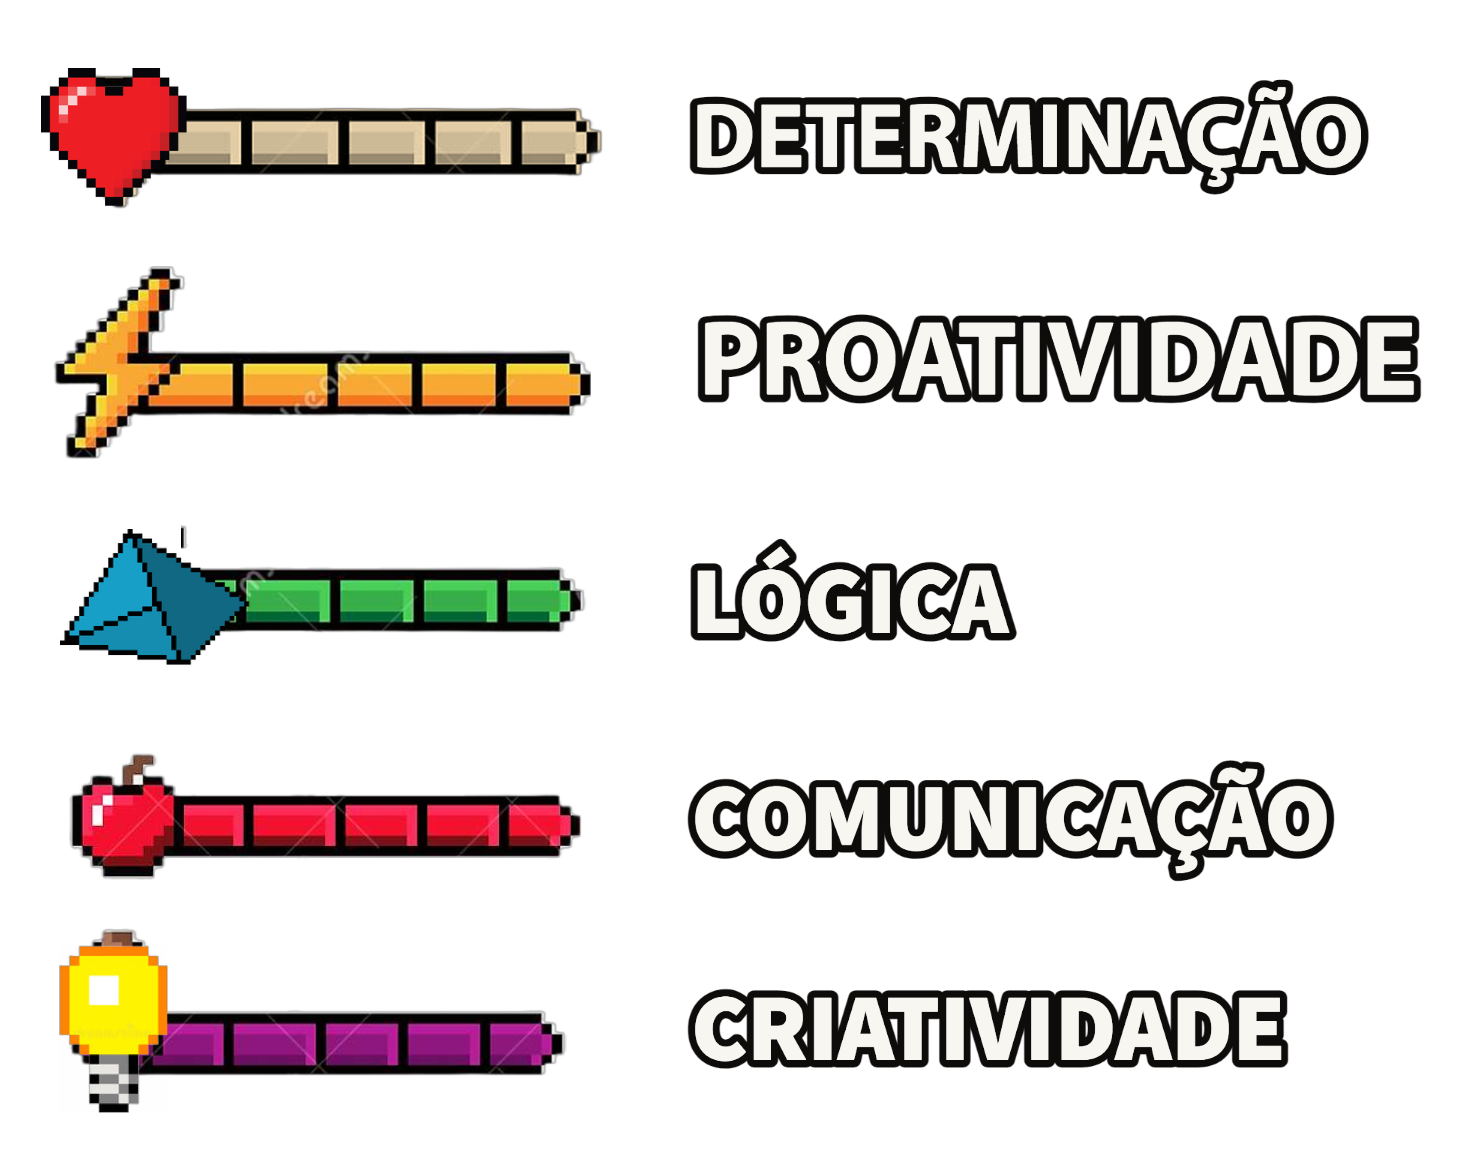 DETERMINAÇÃO
PROATIVIDADE
LÓGICA
COMUNICAÇÃO
CRIATIVIDADE